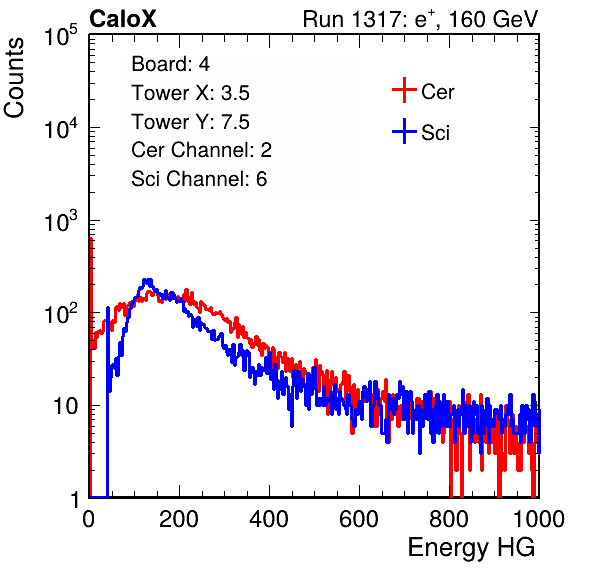 CaloX Run 1317: e⁺, 160 GeV
Counts
Board: 4
Tower X: 3.5
Tower Y: 7.5
Cer Channel: 2
Sci Channel: 6
Cer
Sci
10⁵
10⁴
10³
10²
10
1
0 200 400 600 800 1000
Energy HG